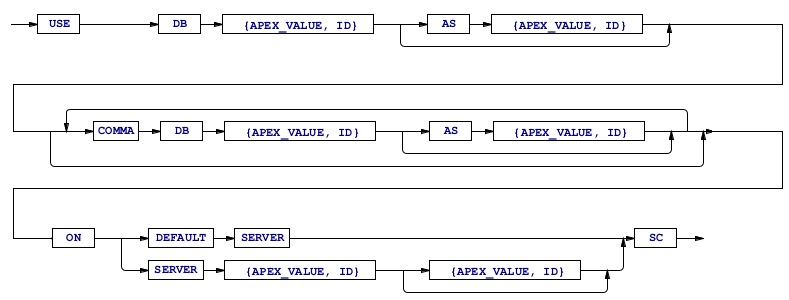 USE DB {APEX_VALUE, ID} AS {APEX_VALUE, ID}
COMMA DB {APEX_VALUE, ID} AS {APEX_VALUE, ID}
ON DEFAULT SERVER SC
SERVER {APEX_VALUE, ID} {APEX_VALUE, ID}